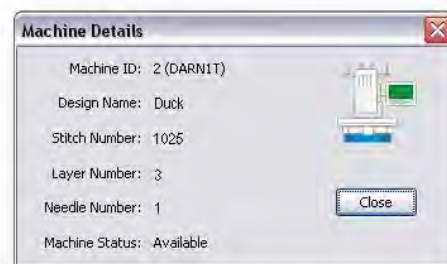 Machine Details
Machine ID: 2 (DARN1T)
Design Name: Duck
Stitch Number: 1025
Layer Number: 3
Needle Number: 1
Close
Machine Status: Available